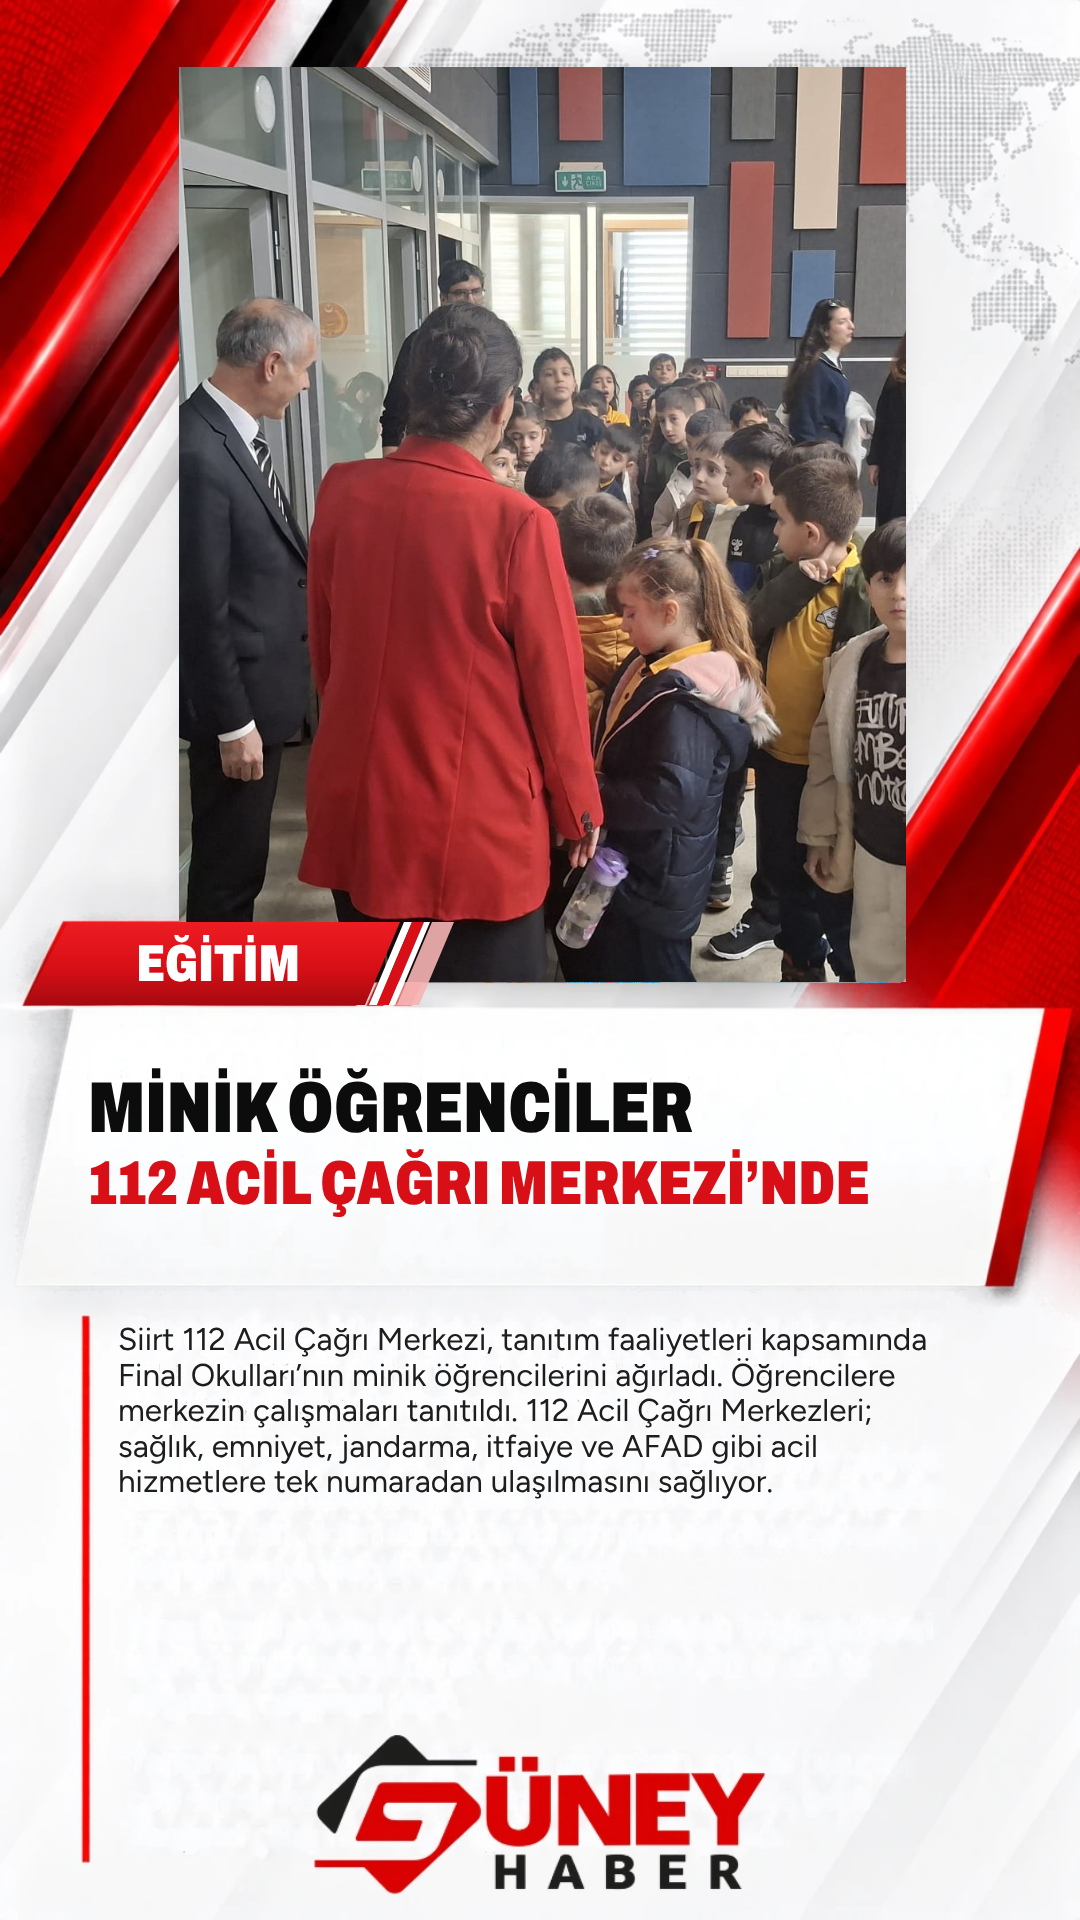 ACİL
ÇIKIŞ
EĞİTİM
MİNİK ÖĞRENCİLER
112 ACİL ÇAĞRI MERKEZİ’NDE
Siirt 112 Acil Çağrı Merkezi, tanıtım faaliyetleri kapsamında
Final Okulları’nın minik öğrencilerini ağırladı. Öğrencilere
merkezin çalışmaları tanıtıldı. 112 Acil Çağrı Merkezleri;
sağlık, emniyet, jandarma, itfaiye ve AFAD gibi acil
hizmetlere tek numaradan ulaşılmasını sağlıyor.
GÜNEY
HABER